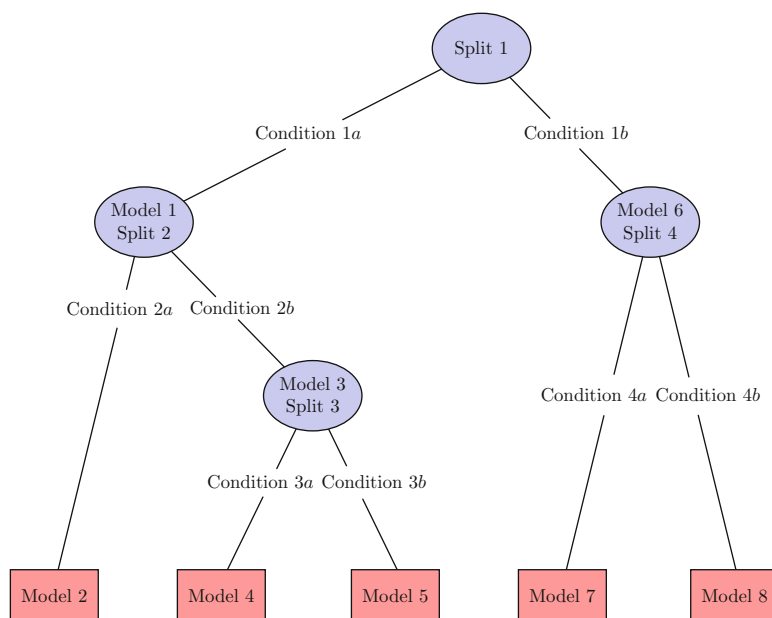 Split 1
Condition 1a
Condition 1b
Model 1
Split 2
Model 6
Split 4
Condition 2a
Condition 2b
Model 3
Split 3
Condition 4a
Condition 4b
Condition 3a
Condition 3b
Model 2
Model 4
Model 5
Model 7
Model 8